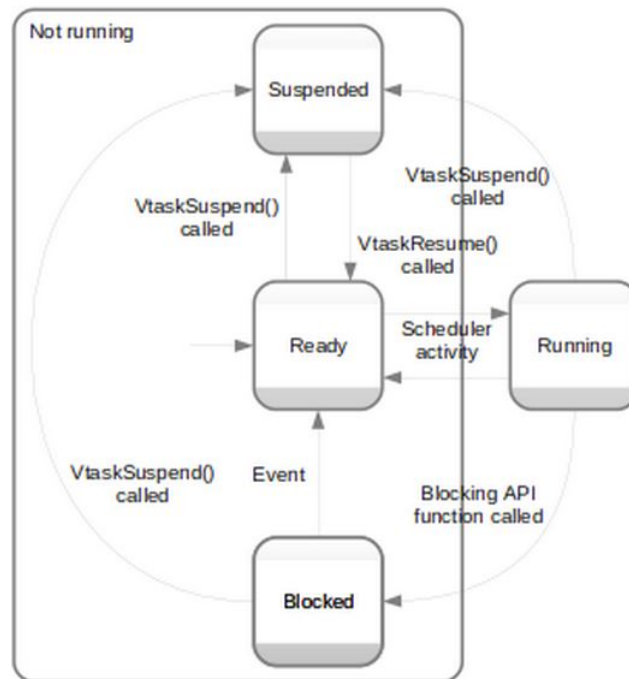 Not running
Suspended
VtaskSuspend()
called
VtaskSuspend()
called
VtaskResume()
called
Ready
Scheduler
activity
Running
VtaskSuspend()
called
Event
Blocking API
function called
Blocked